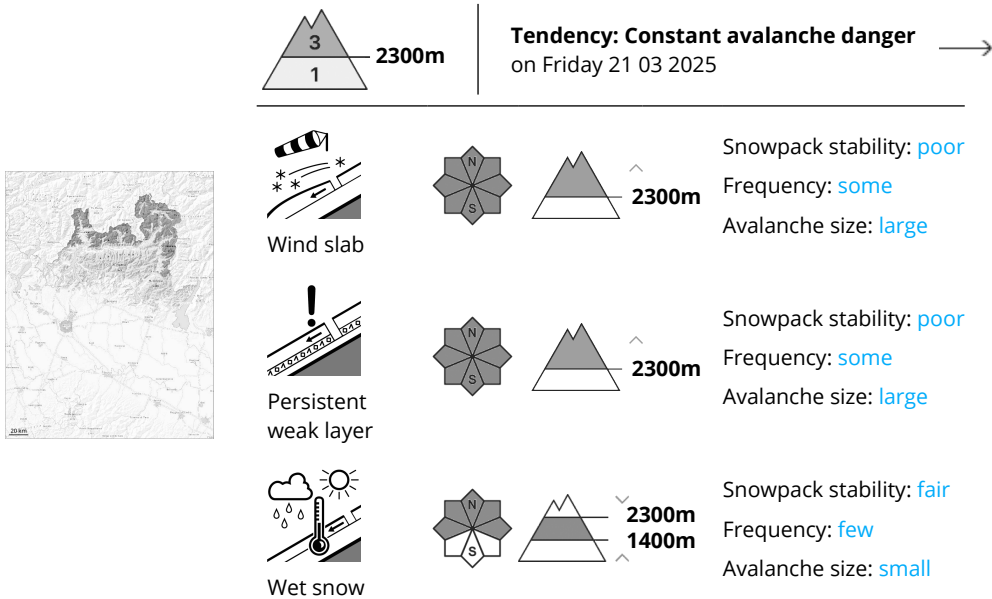 3
1
2300m
Tendency: Constant avalanche danger
on Friday 21 03 2025
20 km
N
S
2300m
Wind slab
Snowpack stability: poor
Frequency: some
Avalanche size: large
N
S
2300m
Persistent
weak layer
Snowpack stability: poor
Frequency: some
Avalanche size: large
N
S
2300m
1400m
Wet snow
Snowpack stability: fair
Frequency: few
Avalanche size: small